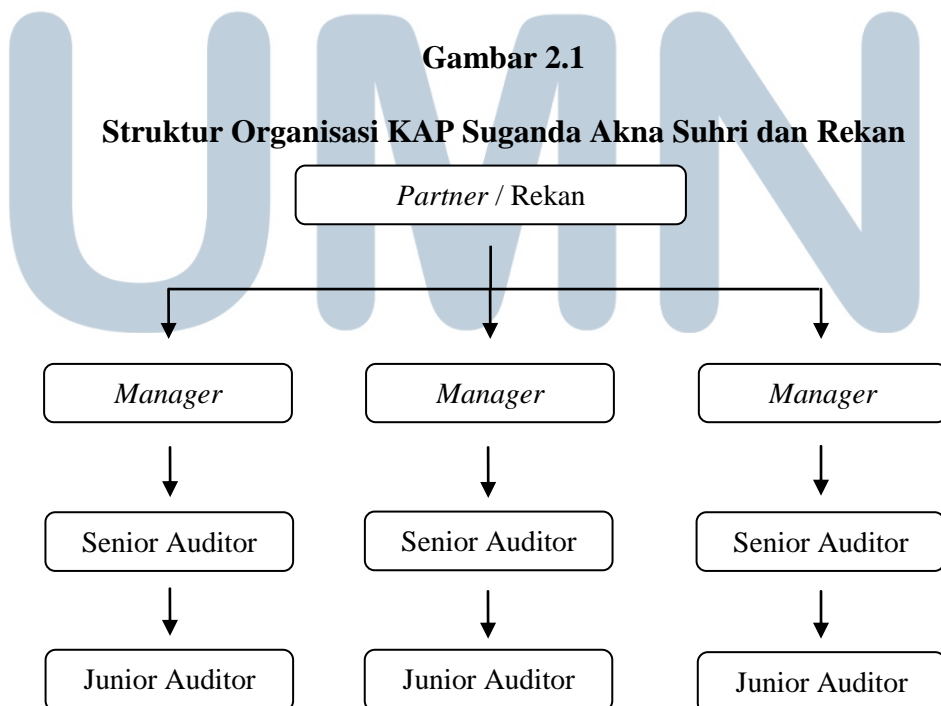 UMN
Gambar 2.1
Struktur Organisasi KAP Suganda Akna Suhri dan Rekan
Partner / Rekan
Manager Manager Manager
Senior Auditor Senior Auditor Senior Auditor
Junior Auditor Junior Auditor Junior Auditor